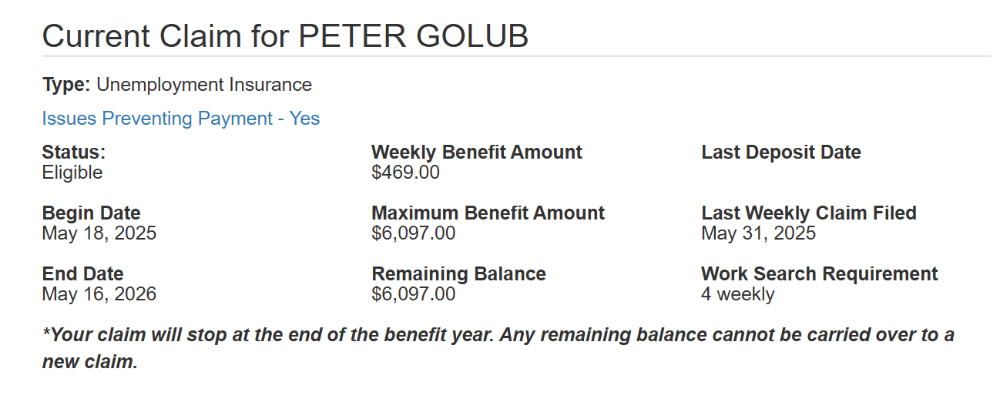 Current Claim for PETER GOLUB
Type: Unemployment Insurance
Issues Preventing Payment - Yes
Status:
Eligible
Weekly Benefit Amount
$469.00
Last Deposit Date
Begin Date
May 18, 2025
Maximum Benefit Amount
$6,097.00
Last Weekly Claim Filed
May 31, 2025
End Date
May 16, 2026
Remaining Balance
$6,097.00
Work Search Requirement
4 weekly
*Your claim will stop at the end of the benefit year. Any remaining balance cannot be carried over to a
new claim.